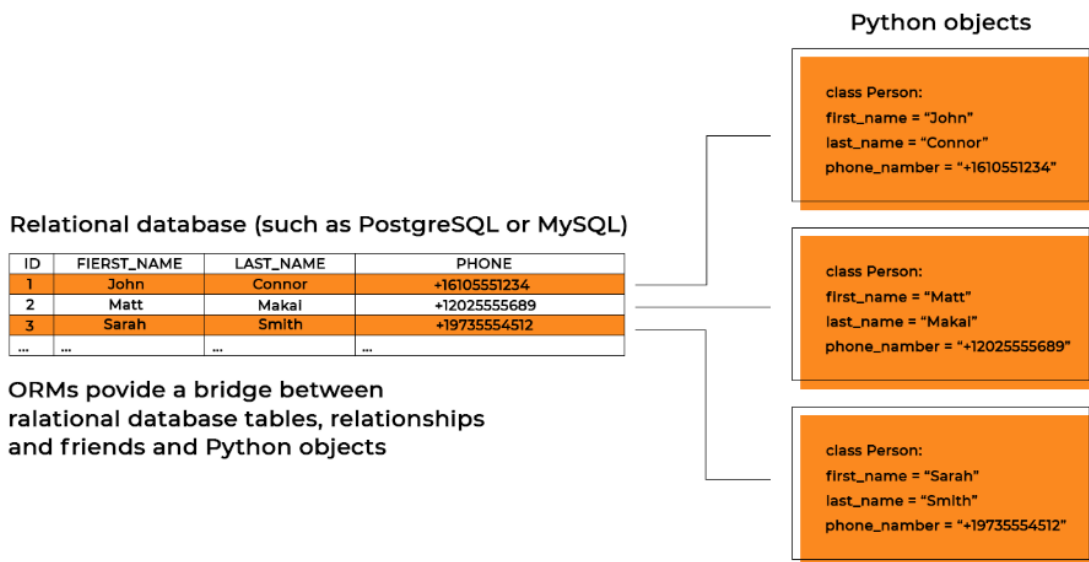 Python objects
class Person:
first_name = “John”
last_name = “Connor”
phone_namber = “+1610551234”
Relational database (such as PostgreSQL or MySQL)
ID FIERST_NAME LAST_NAME PHONE
1 John Connor +16105551234
2 Matt Makai +12025555689
3 Sarah Smith +19735554512
... ... ... ...
class Person:
first_name = “Matt”
last_name = “Makai”
phone_namber = “+12025555689”
ORMs povide a bridge between
ralational database tables, relationships
and friends and Python objects
class Person:
first_name = “Sarah”
last_name = “Smith”
phone_namber = “+19735554512”